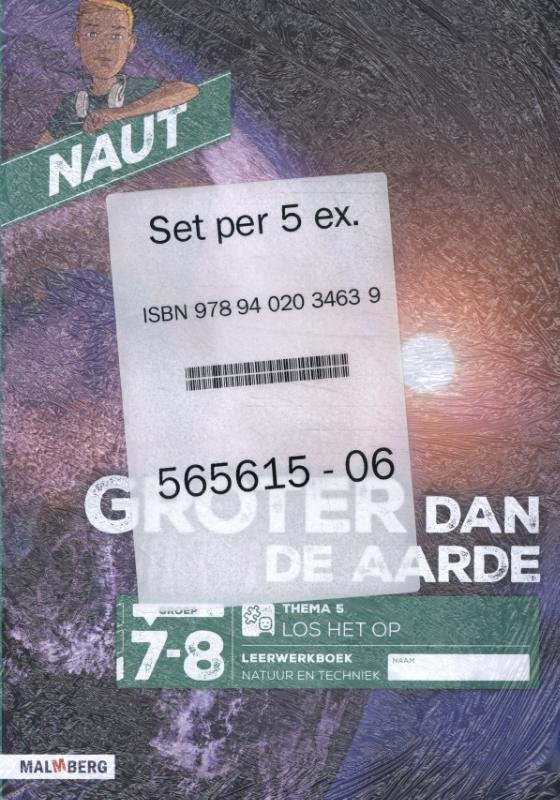 NAUT
Set per 5 ex.
ISBN 978 94 020 3463 9
565615 - 06
GROTER DAN
DE AARDE
GROEP
7-8
THEMA 5
LOS HET OP
LEERWERKBOEK
NATUUR EN TECHNIEK
NAAM
MALMBERG